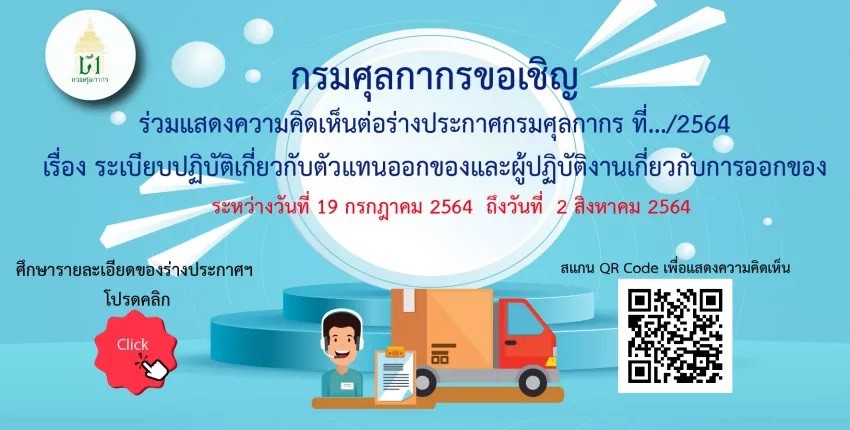 กรมศุลกากร
กรมศุลกากรขอเชิญ
ร่วมแสดงความคิดเห็นต่อร่างประกาศกรมศุลกากร ที่.../2564
เรื่อง ระเบียบปฏิบัติเกี่ยวกับตัวแทนออกของและผู้ปฏิบัติงานเกี่ยวกับการออกของ
ระหว่างวันที่ 19 กรกฎาคม 2564 ถึงวันที่ 2 สิงหาคม 2564
ศึกษารายละเอียดของร่างประกาศฯ
โปรดคลิก
Click
สแกน QR Code เพื่อแสดงความคิดเห็น